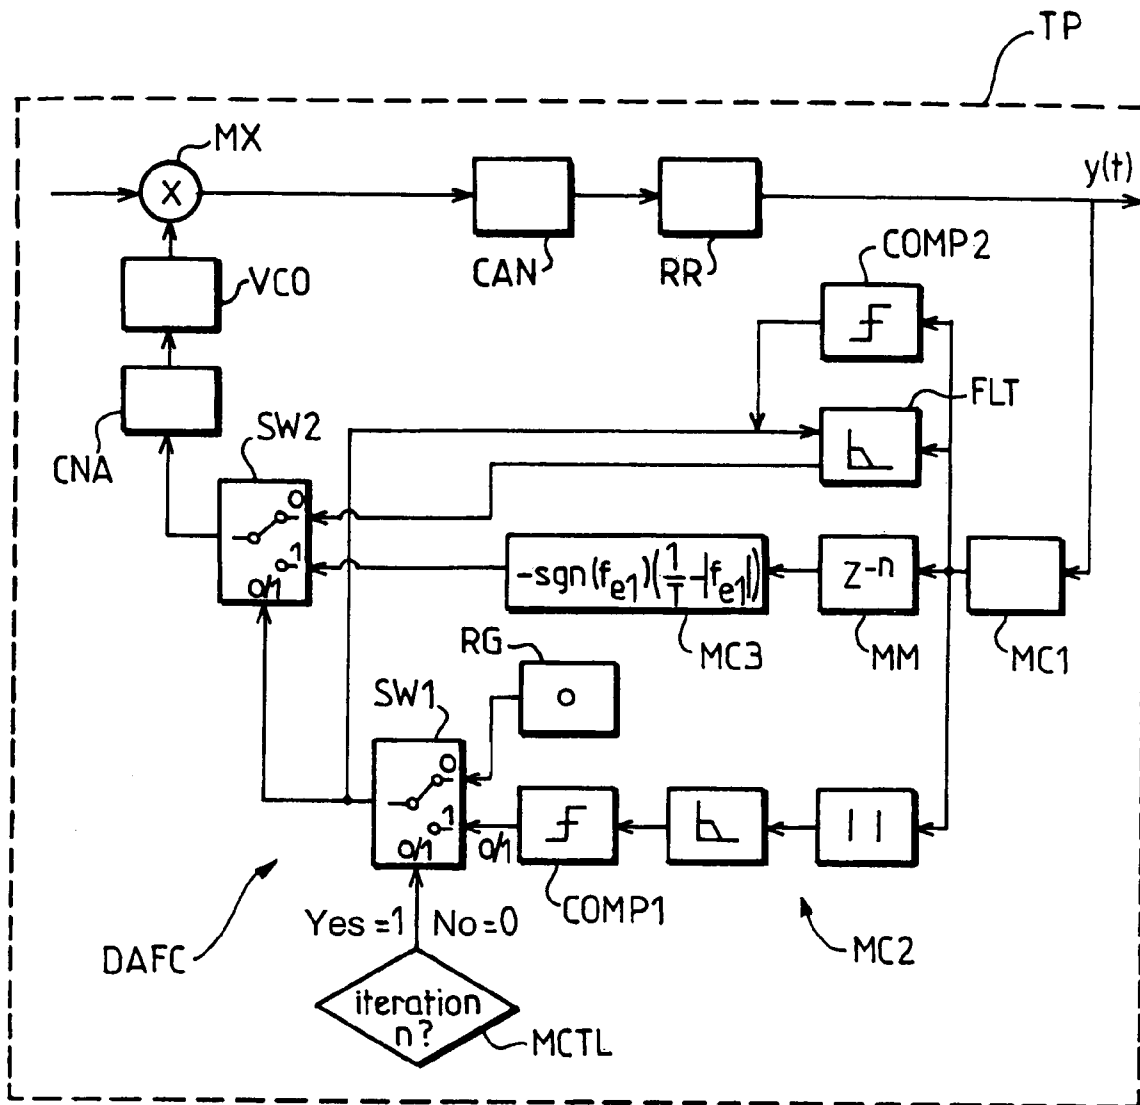 TP
MX
X
y(t)
CAN
RR
COMP2
VCO
FLT
SW2
CNA
0
1
0/1
-sgn(fe1)(1/T-|fe1|)
Z-n
RG
MC3
MM
MC1
0
SW1
0
1
0/1
0/1
| |
COMP1
Yes=1 No=0
MC2
DAFC
iteration
n?
MCTL